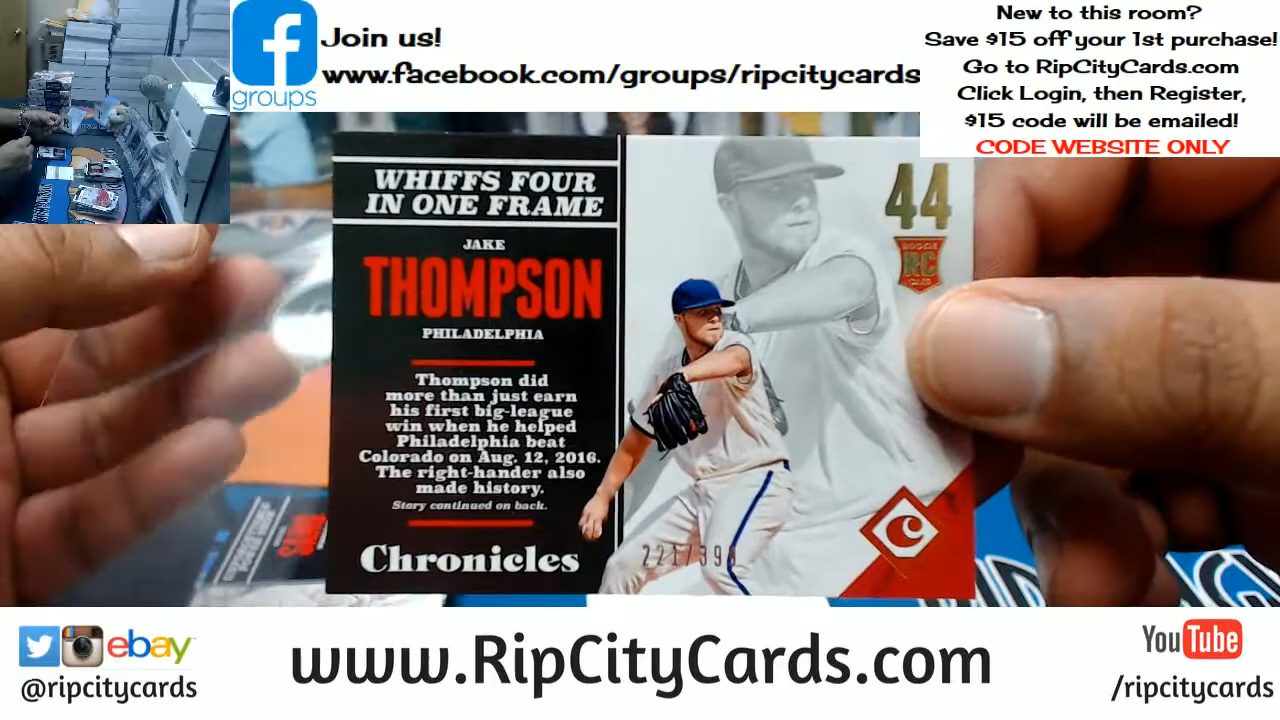 Join us!
www.facebook.com/groups/ripcitycards
f
groups
New to this room?
Save $15 off your 1st purchase!
Go to RipCityCards.com
Click Login, then Register,
$15 code will be emailed!
CODE WEBSITE ONLY
WHIFFS FOUR
IN ONE FRAME
JAKE
THOMPSON
PHILADELPHIA
Thompson did
more than just earn
his first big-league
win when he helped
Philadelphia beat
Colorado on Aug. 12, 2016.
The right-hander also
made history.
Story continued on back.
Chronicles
44
ROOKIE
RC
CARD
C
ebay
@ripcitycards
www.RipCityCards.com
YouTube
/ripcitycards